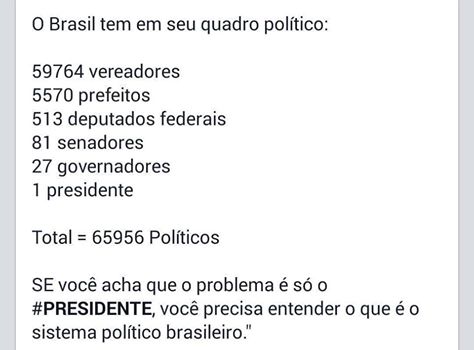 O Brasil tem em seu quadro político:
59764 vereadores
5570 prefeitos
513 deputados federais
81 senadores
27 governadores
1 presidente
Total = 65956 Políticos
SE você acha que o problema é só o
#PRESIDENTE, você precisa entender o que é o
sistema político brasileiro."